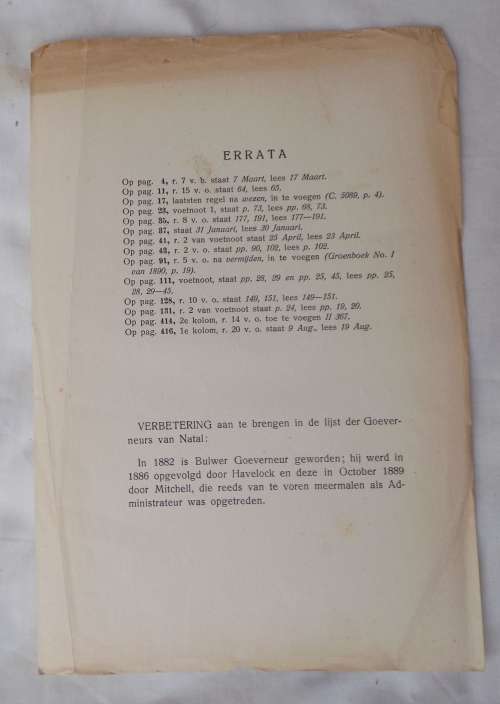 ERRATA
Op pag. 4, r. 7 v. b. staat 7 Maart, lees 17 Maart.
Op pag. 11, r. 15 v. o. staat 64, lees 65.
Op pag. 17, laatsten regel na wezen, in te voegen (C. 5089, p. 4).
Op pag. 23, voetnoot 1, staat p. 73, lees pp. 68, 73.
Op pag. 35, r. 8 v. o. staat 177, 191, lees 177—191.
Op pag. 37, staat 31 Januari, lees 30 Januari.
Op pag. 41, r. 2 van voetnoot staat 25 April, lees 23 April.
Op pag. 42, r. 2 v. o. staat pp. 90, 102, lees p. 102.
Op pag. 91, r. 5 v. o. na vermijden, in te voegen (Groenboek No. 1
van 1890, p. 19).
Op pag. 111, voetnoot, staat pp. 28, 29 en pp. 25, 45, lees pp. 25,
28, 29—45.
Op pag. 128, r. 10 v. o. staat 149, 151, lees 149—151.
Op pag. 131, r. 2 van voetnoot staat p. 24, lees pp. 19, 20.
Op pag. 414, 2e kolom, r. 14 v. o. toe te voegen II 367.
Op pag. 416, 1e kolom, r. 20 v. o. staat 9 Aug., lees 19 Aug.
VERBETERING aan te brengen in de lijst der Goever-
neurs van Natal:
In 1882 is Bulwer Goeverneur geworden; hij werd in
1886 opgevolgd door Havelock en deze in October 1889
door Mitchell, die reeds van te voren meermalen als Ad-
ministrateur was opgetreden.